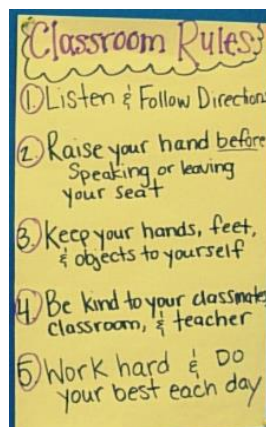 Classroom Rules
1. Listen & Follow Direction
2. Raise your hand before
Speaking or leaving
your seat
3. Keep your hands, feet,
& objects to yourself
4. Be kind to your classmates,
classroom, & teacher
5 Work hard & Do
your best each day